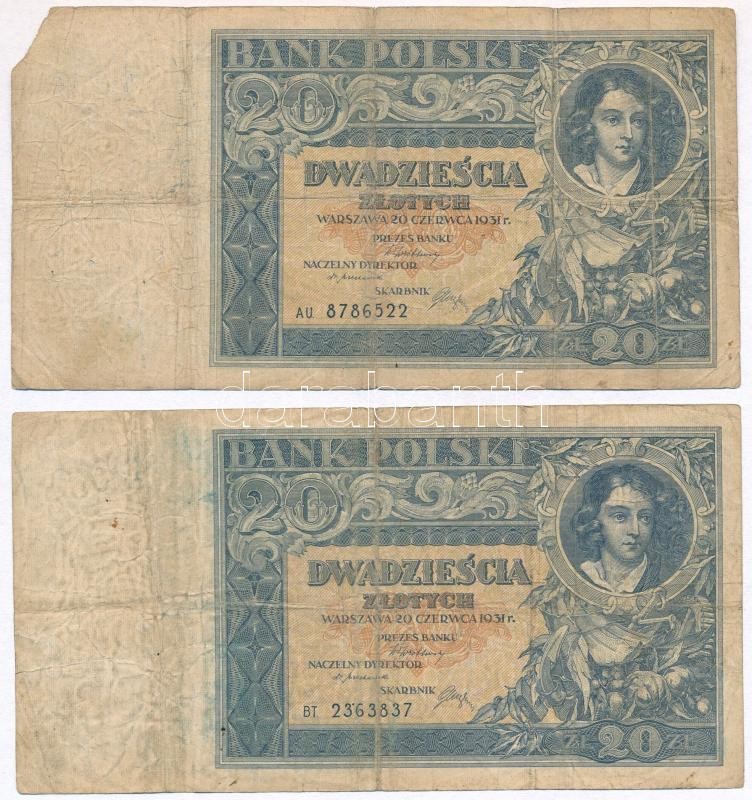 BANK POLSKI
20
DWADZIEŚCIA
ZŁOTYCH
WARSZAWA 20 CZERWCA 1931 r.
PREZES BANKU
NACZELNY DYREKTOR
SKARBNIK
AU 8786522
ZŁ 20 ZŁ
darabanth
BANK POLSKI
20
DWADZIEŚCIA
ZŁOTYCH
WARSZAWA 20 CZERWCA 1931 r.
PREZES BANKU
NACZELNY DYREKTOR
SKARBNIK
BT 2363837
ZŁ 20 ZŁ